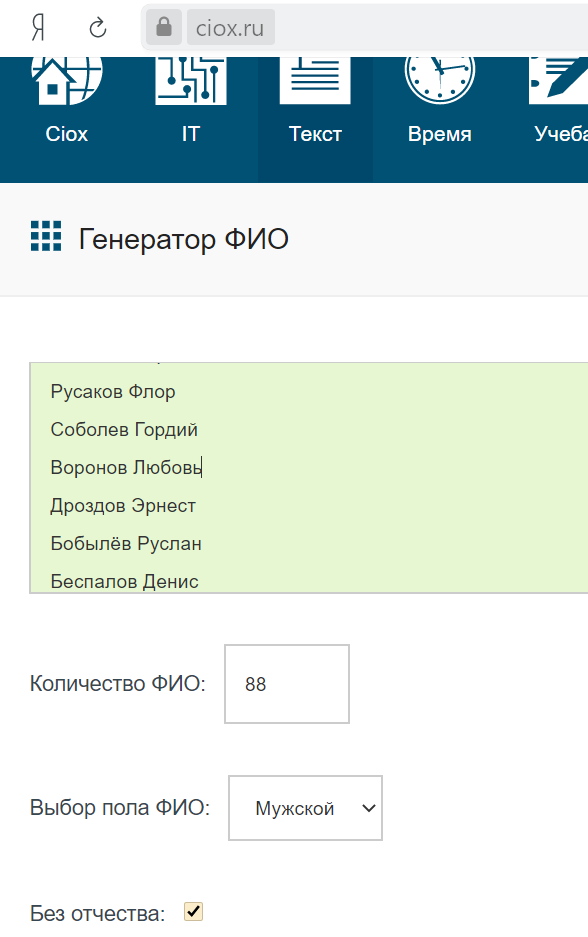 Я ciox.ru
Ciox IT Текст Время Учеба
Генератор ФИО
Русаков Флор
Соболев Гордий
Воронов Любовь
Дроздов Эрнест
Бобылёв Руслан
Беспалов Денис
Количество ФИО: 88
Выбор пола ФИО: Мужской
Без отчества: